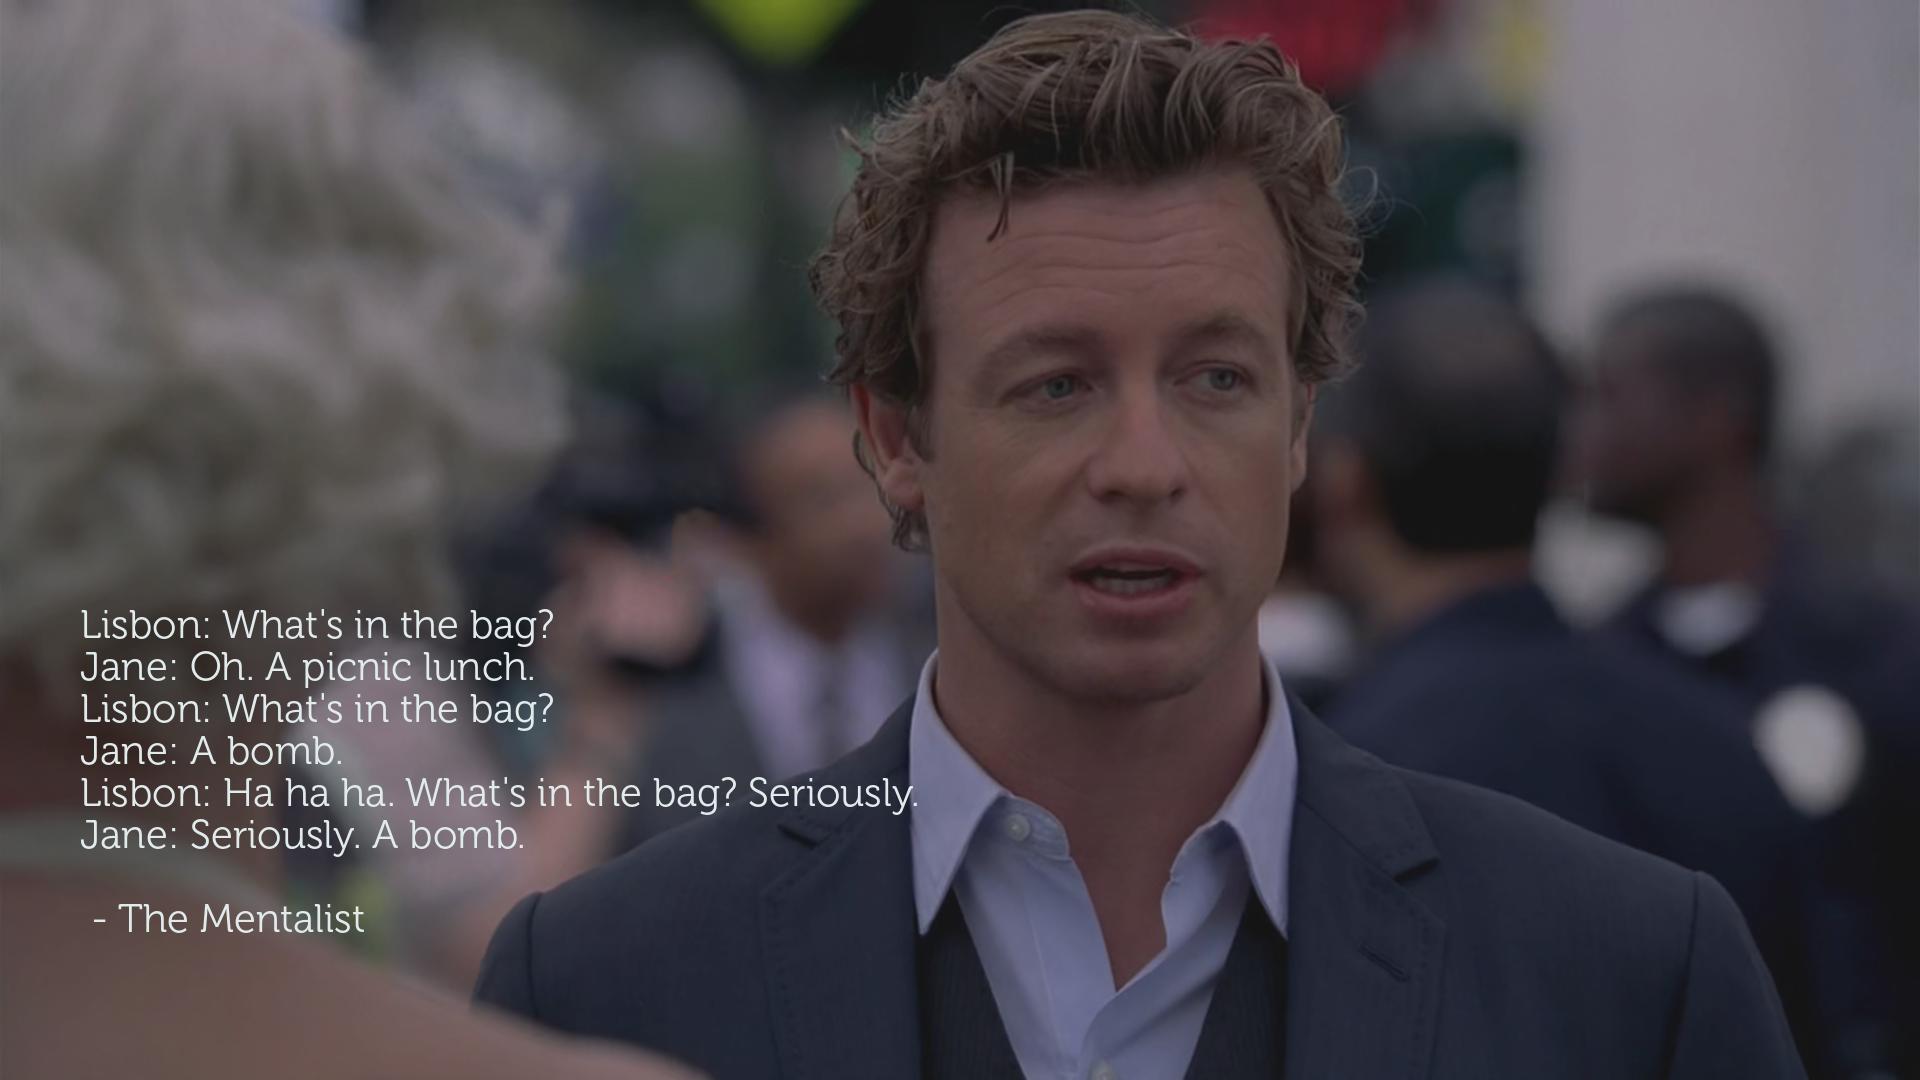 Lisbon: What's in the bag?
Jane: Oh. A picnic lunch.
Lisbon: What's in the bag?
Jane: A bomb.
Lisbon: Ha ha ha. What's in the bag? Seriously.
Jane: Seriously. A bomb.
- The Mentalist